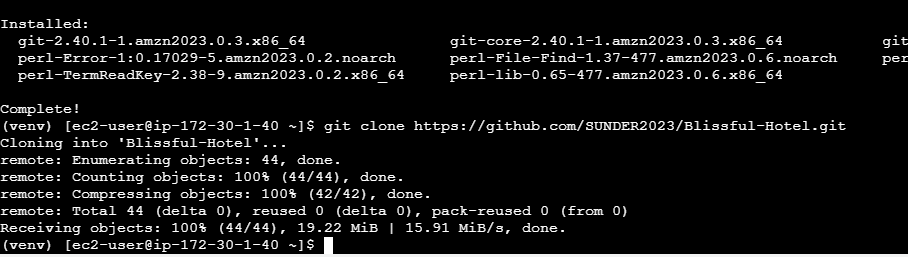 Installed:
git-2.40.1-1.amzn2023.0.3.x86_64 git-core-2.40.1-1.amzn2023.0.3.x86_64 git
perl-Error-1:0.17029-5.amzn2023.0.2.noarch perl-File-Find-1.37-477.amzn2023.0.6.noarch per
perl-TermReadKey-2.38-9.amzn2023.0.2.x86_64 perl-lib-0.65-477.amzn2023.0.6.x86_64
Complete!
(venv) [ec2-user@ip-172-30-1-40 ~]$ git clone https://github.com/SUNDER2023/Blissful-Hotel.git
Cloning into 'Blissful-Hotel'...
remote: Enumerating objects: 44, done.
remote: Counting objects: 100% (44/44), done.
remote: Compressing objects: 100% (42/42), done.
remote: Total 44 (delta 0), reused 0 (delta 0), pack-reused 0 (from 0)
Receiving objects: 100% (44/44), 19.22 MiB | 15.91 MiB/s, done.
(venv) [ec2-user@ip-172-30-1-40 ~]$